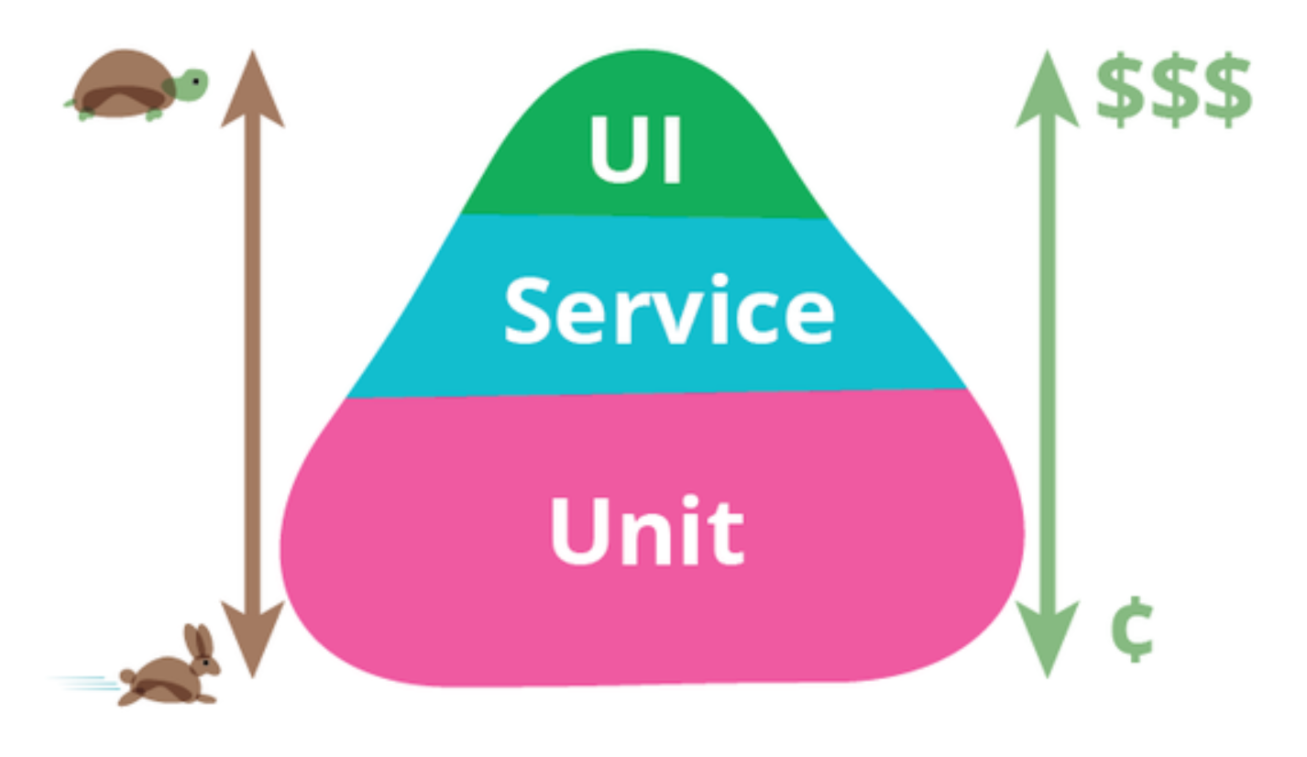 $$$
UI
Service
Unit
¢